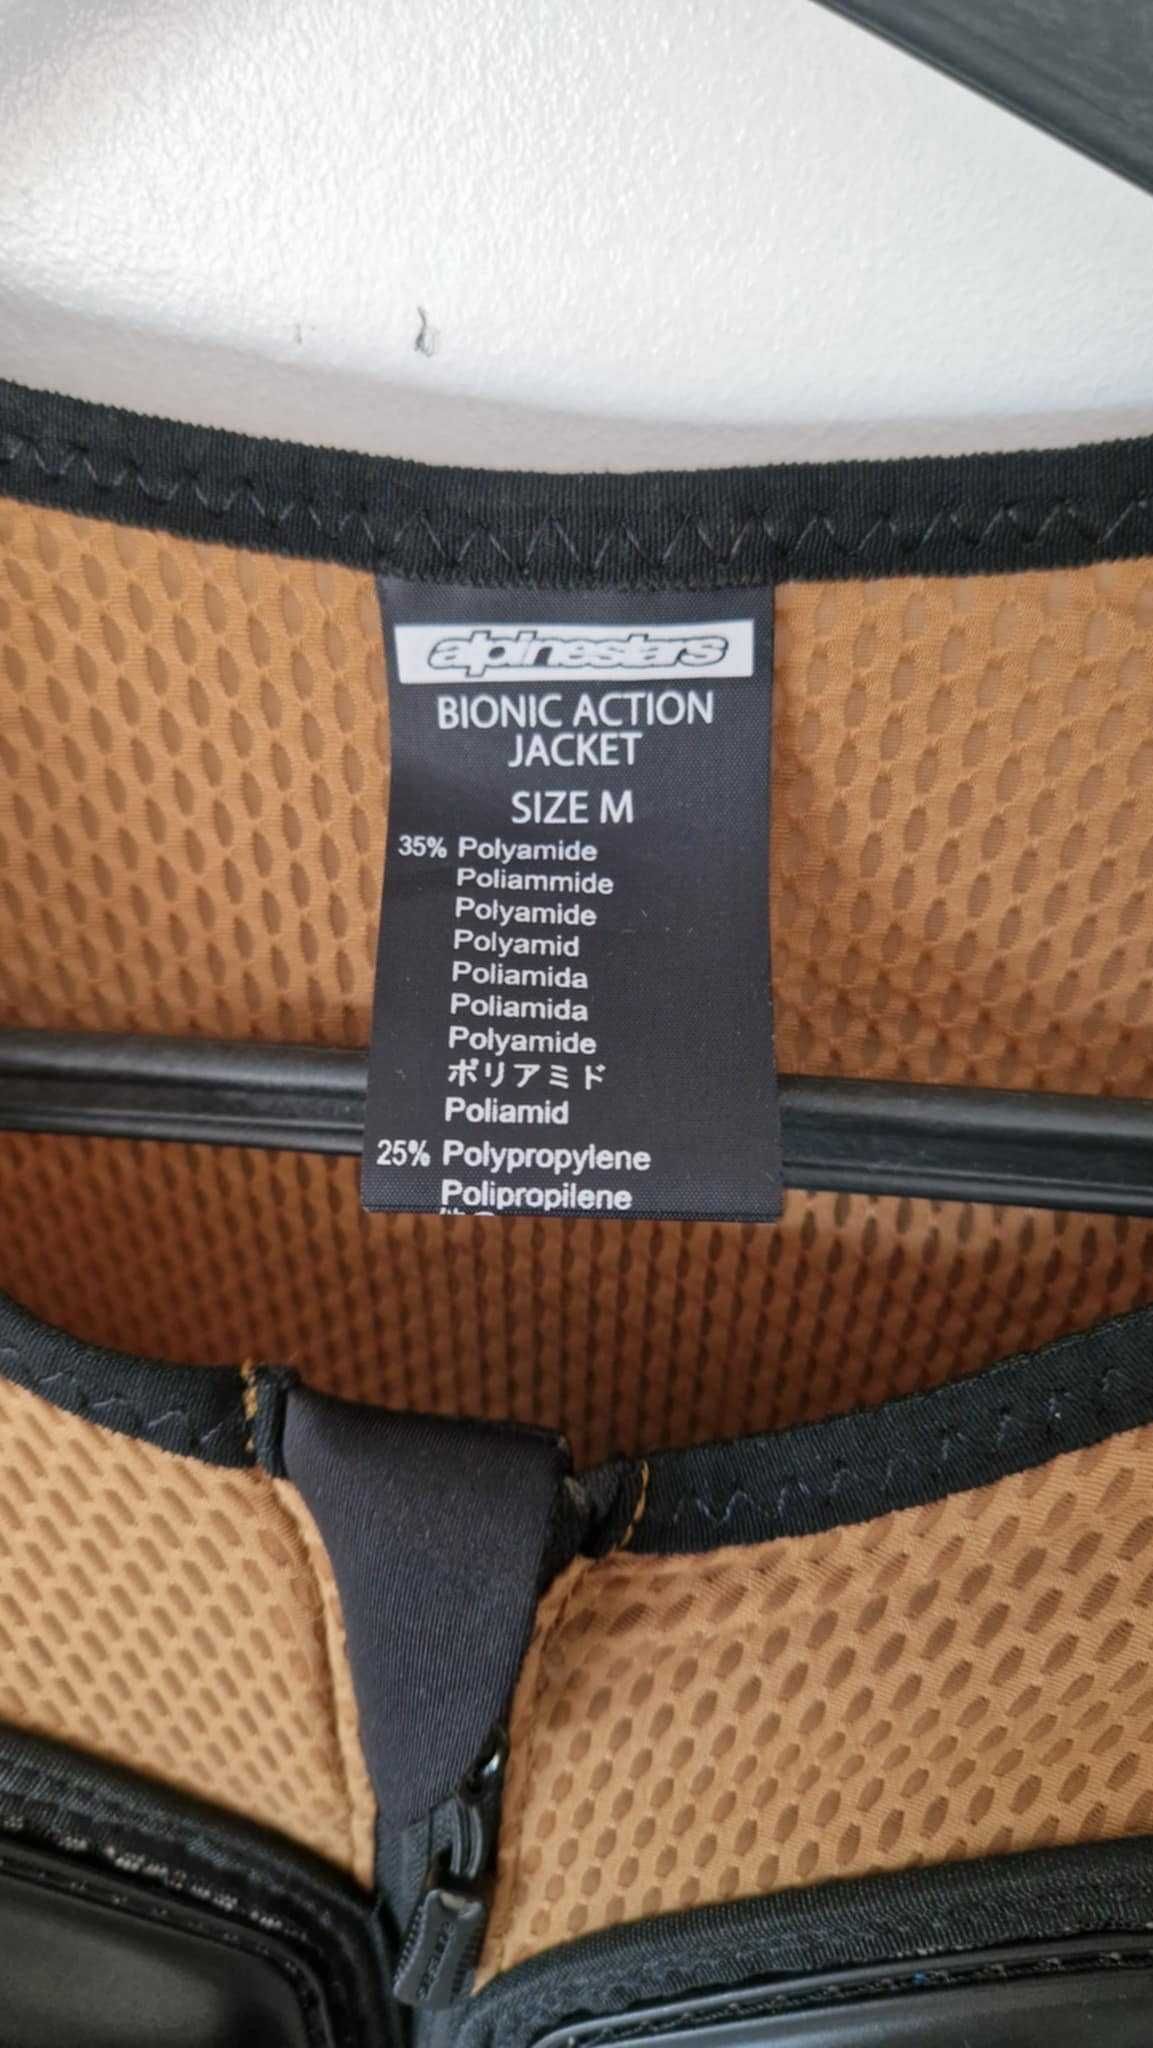 alpinestars
BIONIC ACTION
JACKET
SIZE M
35% Polyamide
Poliammide
Polyamide
Polyamid
Poliamida
Poliamida
Polyamide
ポリアミド
Poliamid
25% Polypropylene
Polipropilene